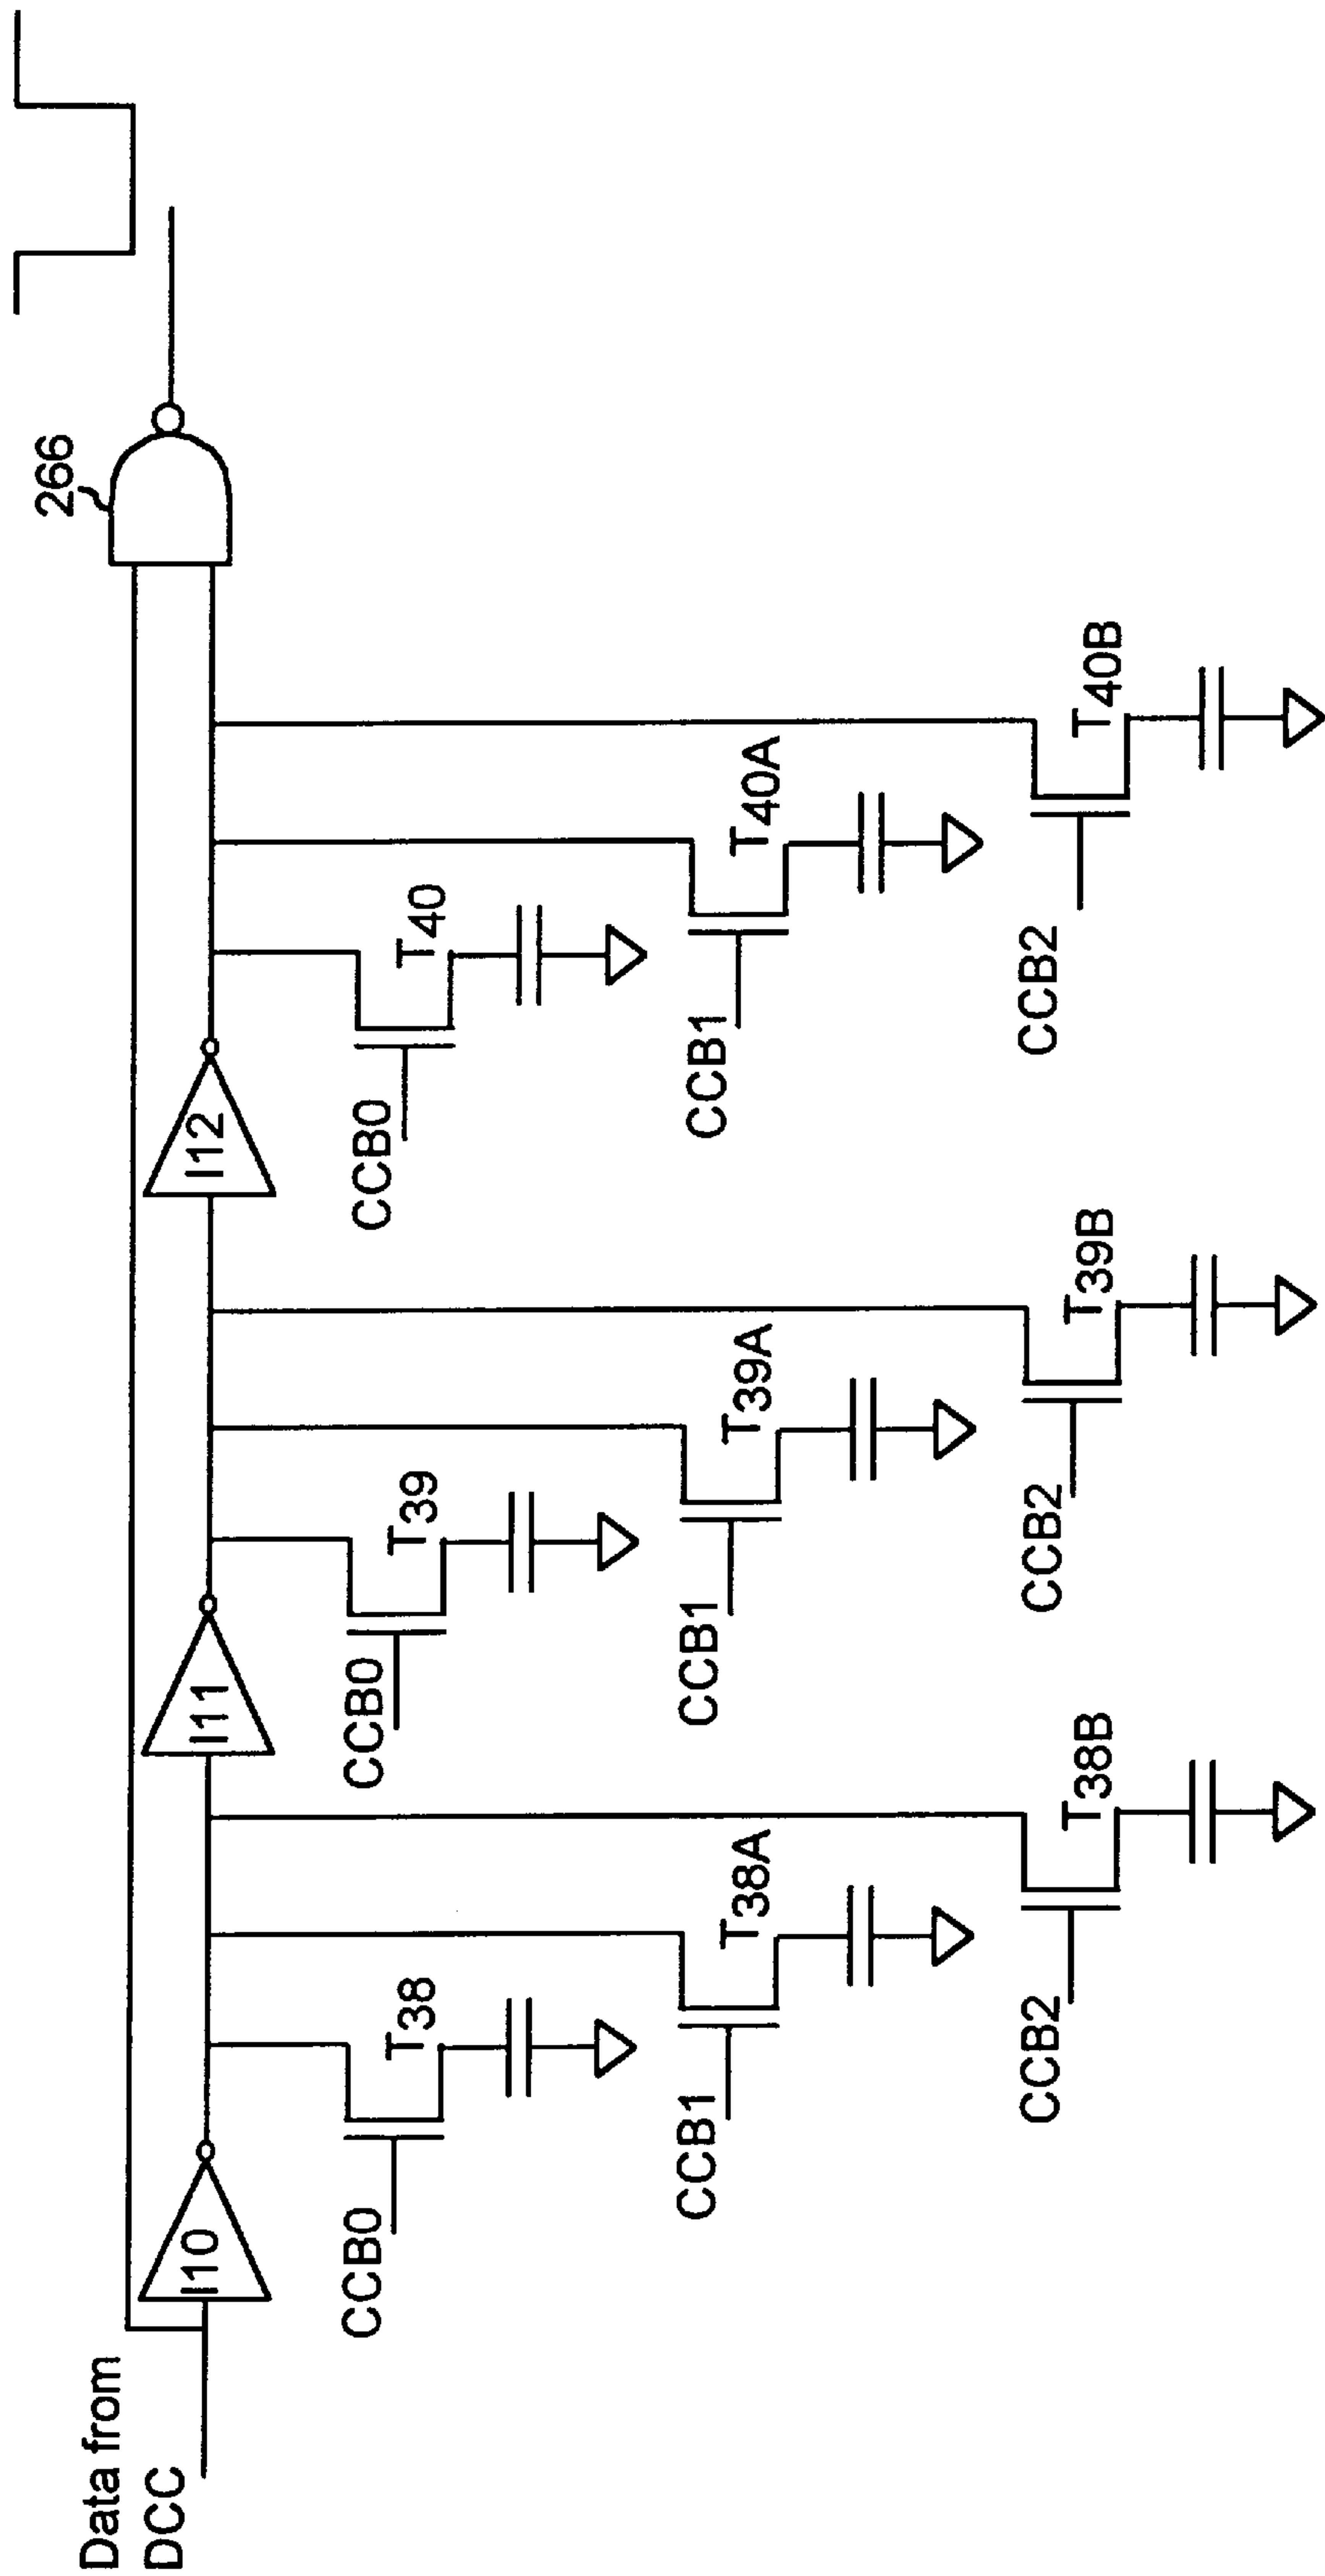 Data from
DCC
I10
I11
I12
266
CCB0
T38
CCB1
T38A
CCB2
T38B
CCB0
T39
CCB1
T39A
CCB2
T39B
CCB0
T40
CCB1
T40A
CCB2
T40B